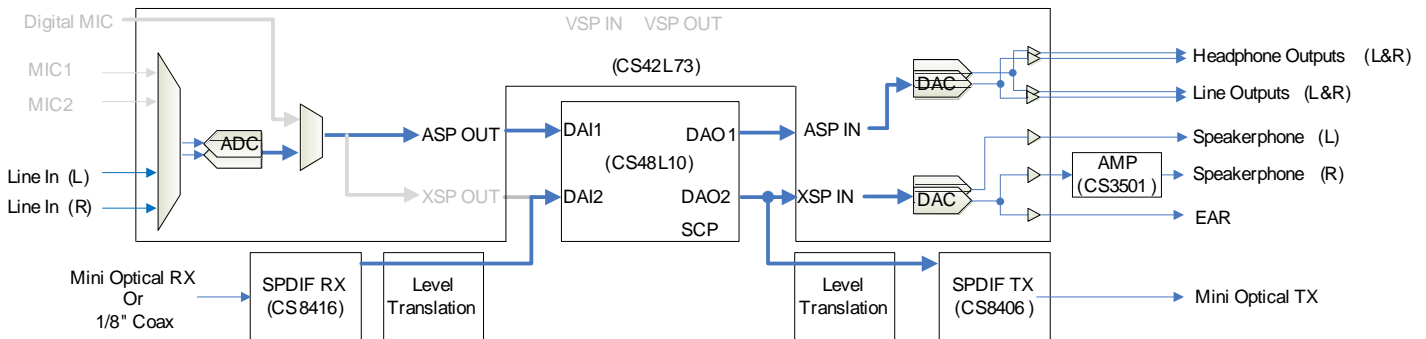 Digital MIC
VSP IN VSP OUT
MIC1
MIC2
(CS42L73)
Headphone Outputs (L&R)
DAC
Line Outputs (L&R)
ADC
ASP OUT
DAI1
DAO1
ASP IN
(CS48L10)
Speakerphone (L)
AMP
(CS3501)
Speakerphone (R)
Line In (L)
Line In (R)
XSP OUT
DAI2
DAO2
XSP IN
DAC
EAR
SCP
Mini Optical RX
Or
1/8" Coax
SPDIF RX
(CS8416)
Level
Translation
Level
Translation
SPDIF TX
(CS8406)
Mini Optical TX